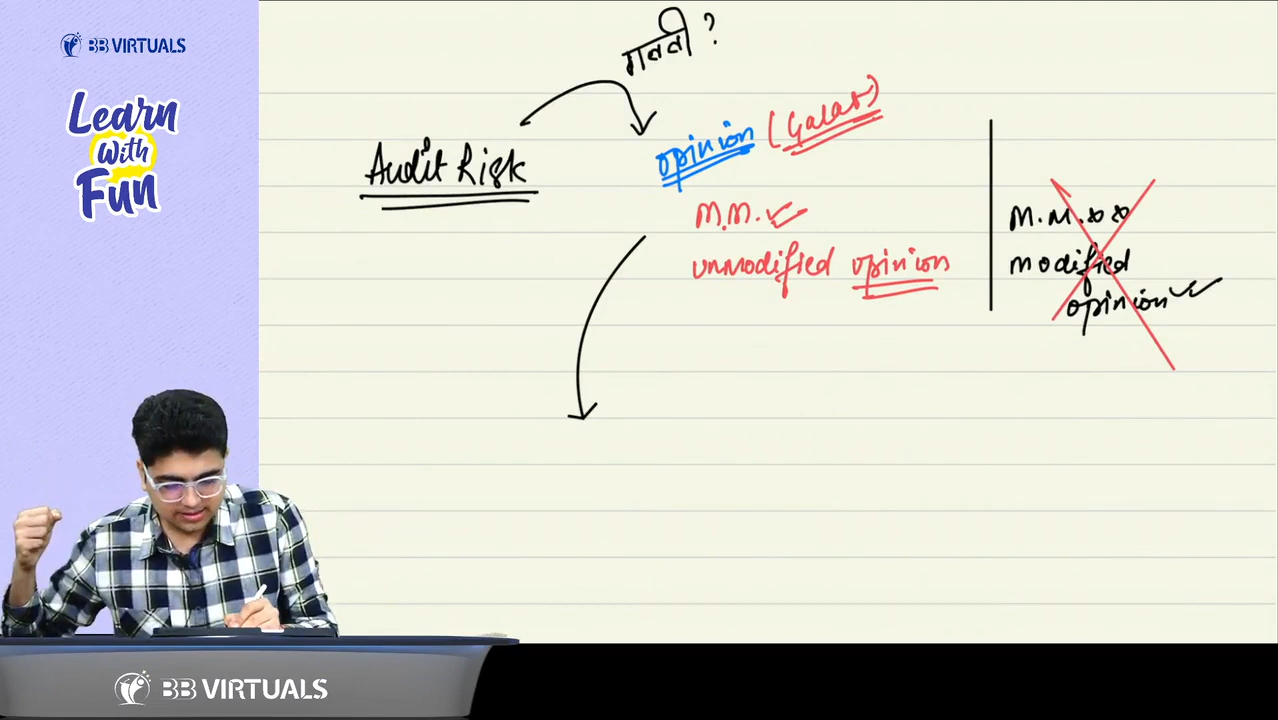 BB VIRTUALS
Learn
With
Fun
गलती ?
Audit Risk
opinion (Galat)
M.M. ✓
unmodified opinion
M.M. ××
modified
opinion ✓✓
BB VIRTUALS